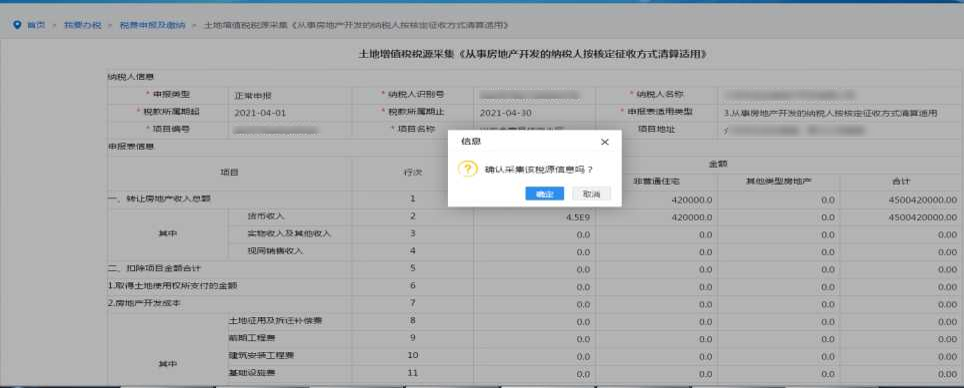 首页 > 我要办税 > 税费申报及缴纳 > 土地增值税税源采集《从事房地产开发的纳税人按核定征收方式清算适用》
土地增值税税源采集《从事房地产开发的纳税人按核定征收方式清算适用》
纳税人信息
* 申报类型 正常申报 * 纳税人识别号 * 纳税人名称
* 税款所属期起 2021-04-01 * 税款所属期止 2021-04-30 * 申报表适用类型 3.从事房地产开发的纳税人按核定征收方式清算适用
* 项目编号 * 项目名称 项目地址
信息
确认采集该税源信息吗？
确定 取消
申报表信息
项目 行次 金额
非普通住宅 其他类型房地产 合计
一、转让房地产收入总额 1 420000.0 0.0 4500420000.00
其中 货币收入 2 4.5E9 420000.0 0.0 4500420000.00
实物收入及其他收入 3 0.0 0.0 0.0 0.00
视同销售收入 4 0.0 0.0 0.0 0.00
二、扣除项目金额合计 5 0.0 0.0 0.0 0.00
1.取得土地使用权所支付的金额 6 0.0 0.0 0.0 0.00
2.房地产开发成本 7 0.0 0.0 0.0 0.00
其中 土地征用及拆迁补偿费 8 0.0 0.0 0.0 0.00
前期工程费 9 0.0 0.0 0.0 0.00
建筑安装工程费 10 0.0 0.0 0.0 0.00
基础设施费 11 0.0 0.0 0.0 0.00